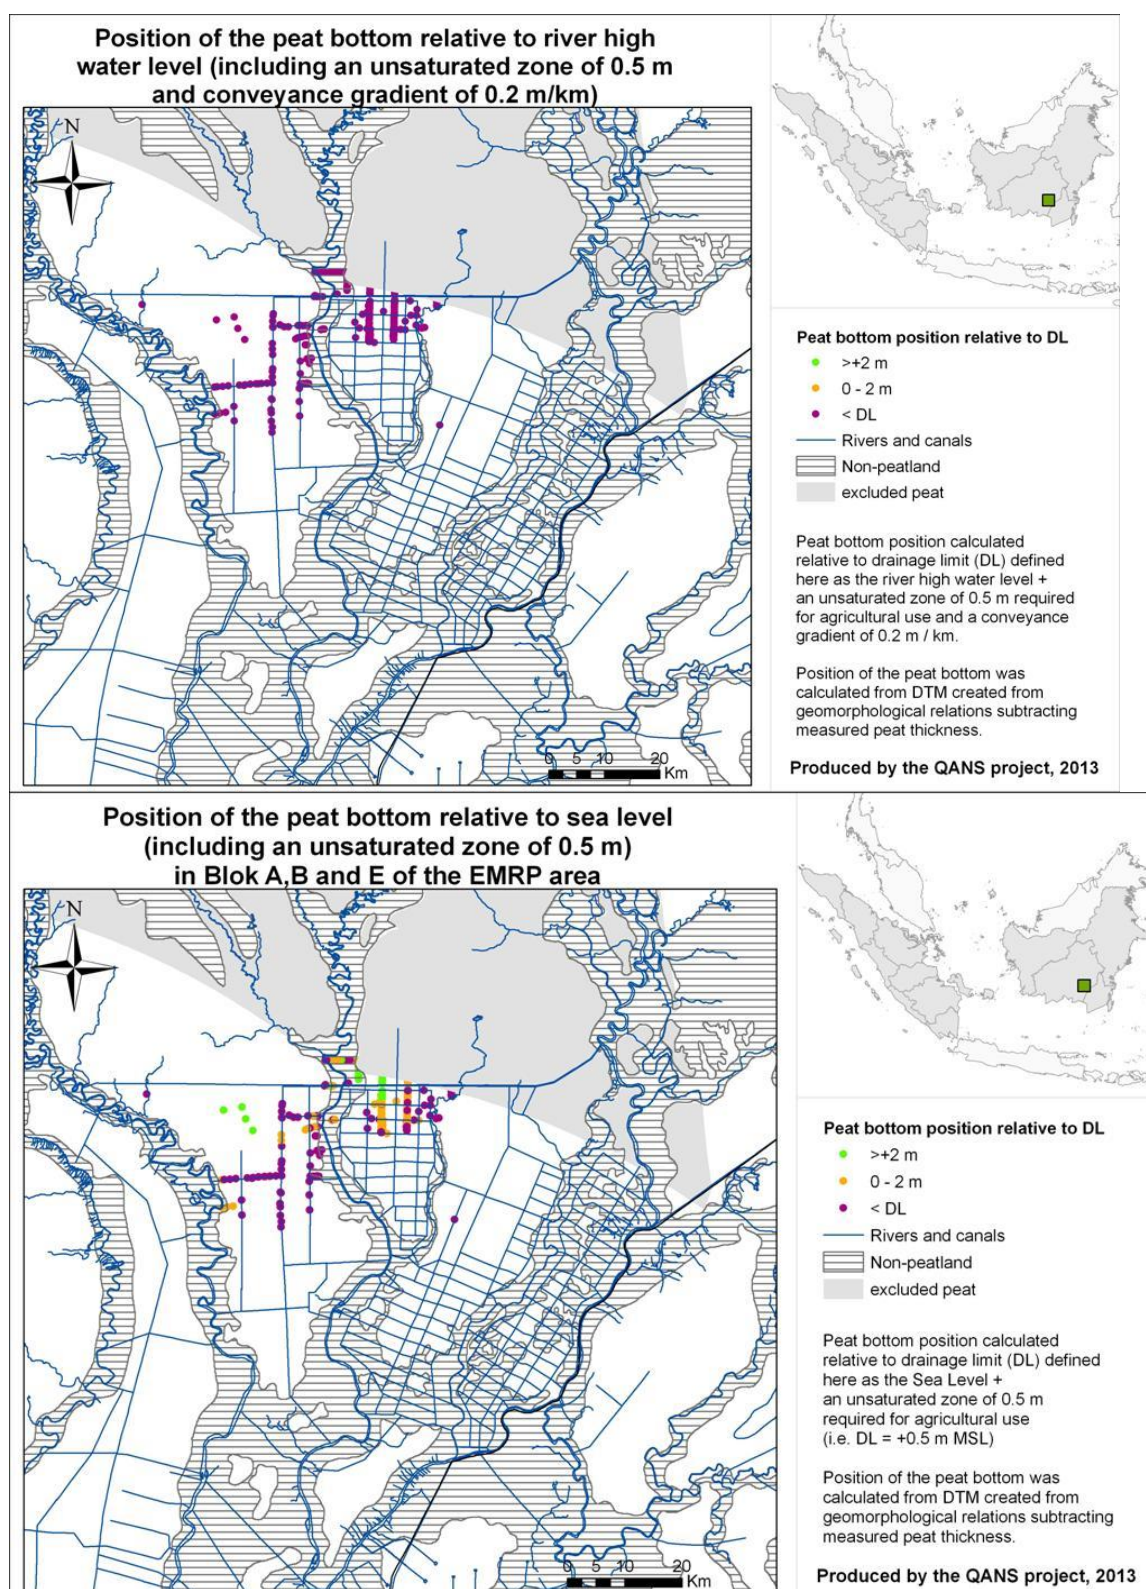 Position of the peat bottom relative to river high
water level (including an unsaturated zone of 0.5 m
and conveyance gradient of 0.2 m/km)
N
0 5 10 20
Km
Peat bottom position relative to DL
>+2 m
0 - 2 m
< DL
Rivers and canals
Non-peatland
excluded peat
Peat bottom position calculated
relative to drainage limit (DL) defined
here as the river high water level +
an unsaturated zone of 0.5 m required
for agricultural use and a conveyance
gradient of 0.2 m / km.
Position of the peat bottom was
calculated from DTM created from
geomorphological relations subtracting
measured peat thickness.
Produced by the QANS project, 2013
Position of the peat bottom relative to sea level
(including an unsaturated zone of 0.5 m)
in Blok A,B and E of the EMRP area
N
0 5 10 20
Km
Peat bottom position relative to DL
>+2 m
0 - 2 m
< DL
Rivers and canals
Non-peatland
excluded peat
Peat bottom position calculated
relative to drainage limit (DL) defined
here as the Sea Level +
an unsaturated zone of 0.5 m
required for agricultural use
(i.e. DL = +0.5 m MSL)
Position of the peat bottom was
calculated from DTM created from
geomorphological relations subtracting
measured peat thickness.
Produced by the QANS project, 2013